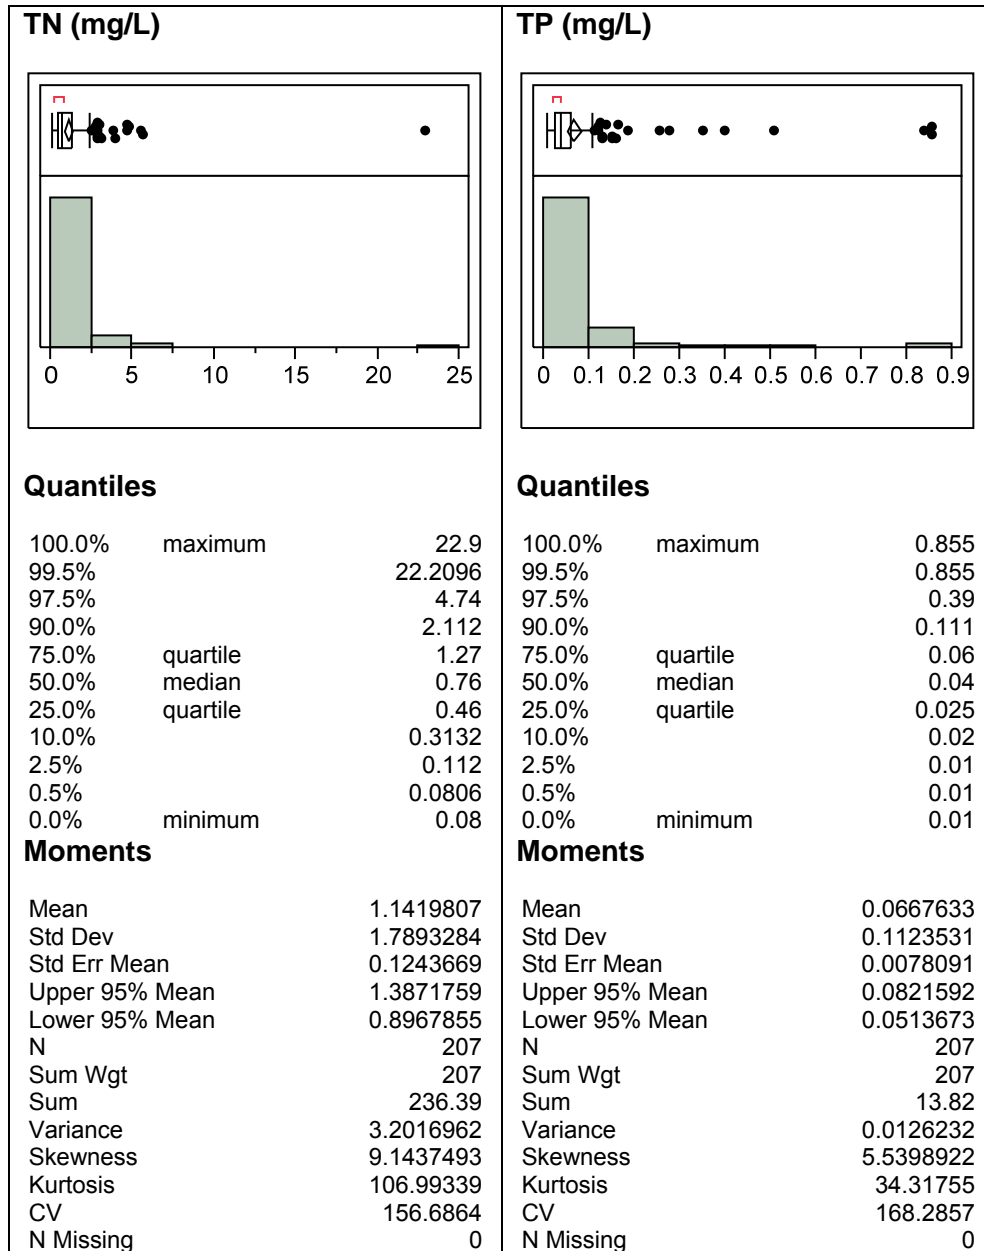 TN (mg/L)
0 5 10 15 20 25
Quantiles
100.0% maximum 22.9
99.5% 22.2096
97.5% 4.74
90.0% 2.112
75.0% quartile 1.27
50.0% median 0.76
25.0% quartile 0.46
10.0% 0.3132
2.5% 0.112
0.5% 0.0806
0.0% minimum 0.08
Moments
Mean 1.1419807
Std Dev 1.7893284
Std Err Mean 0.1243669
Upper 95% Mean 1.3871759
Lower 95% Mean 0.8967855
N 207
Sum Wgt 207
Sum 236.39
Variance 3.2016962
Skewness 9.1437493
Kurtosis 106.99339
CV 156.6864
N Missing 0
TP (mg/L)
0 0.1 0.2 0.3 0.4 0.5 0.6 0.7 0.8 0.9
Quantiles
100.0% maximum 0.855
99.5% 0.855
97.5% 0.39
90.0% 0.111
75.0% quartile 0.06
50.0% median 0.04
25.0% quartile 0.025
10.0% 0.02
2.5% 0.01
0.5% 0.01
0.0% minimum 0.01
Moments
Mean 0.0667633
Std Dev 0.1123531
Std Err Mean 0.0078091
Upper 95% Mean 0.0821592
Lower 95% Mean 0.0513673
N 207
Sum Wgt 207
Sum 13.82
Variance 0.0126232
Skewness 5.5398922
Kurtosis 34.31755
CV 168.2857
N Missing 0